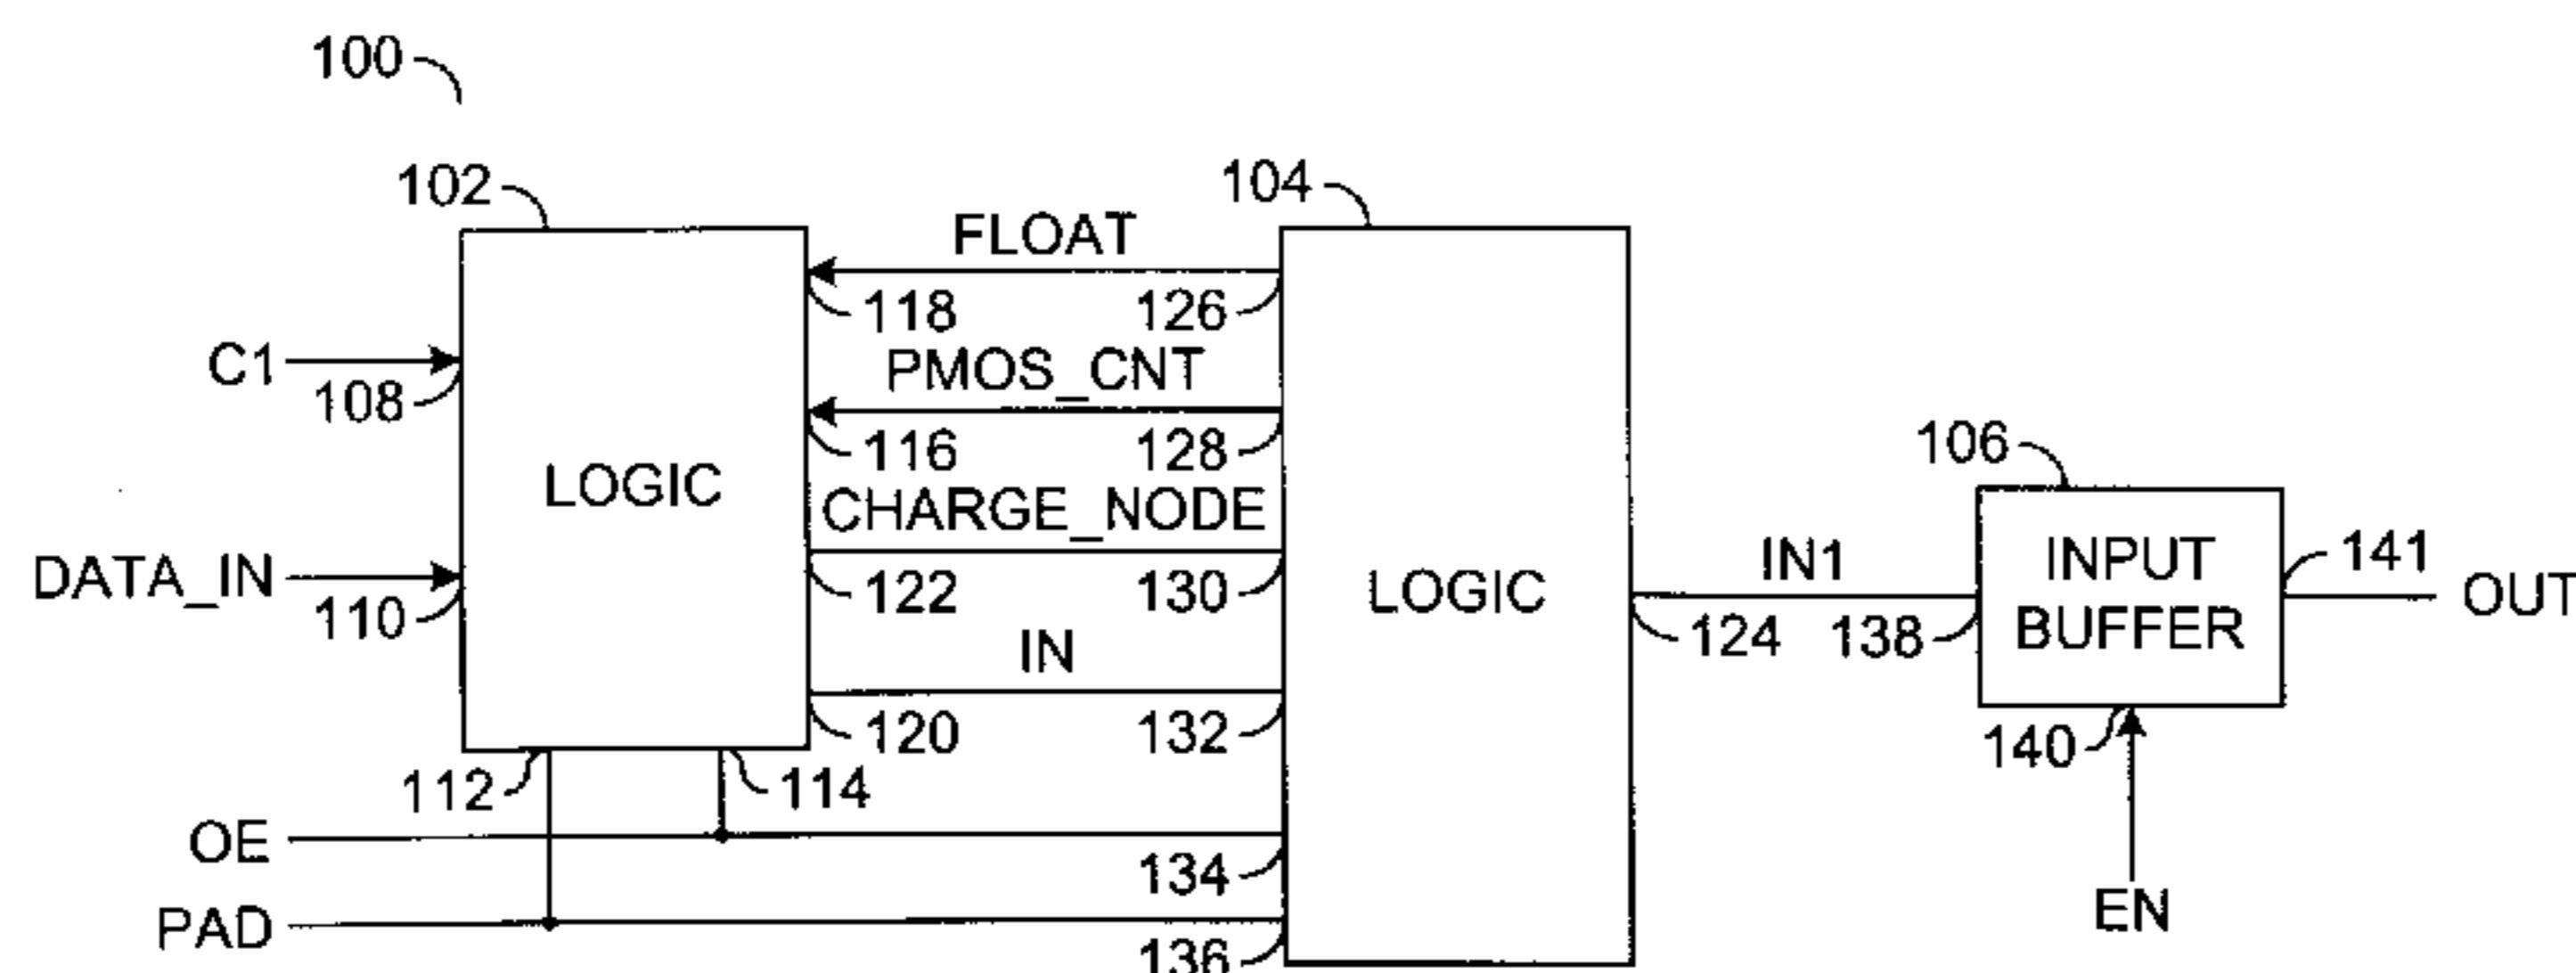 100
102
104
FLOAT
118
126
C1
108
PMOS_CNT
116
128
106
LOGIC
CHARGE_NODE
122
130
LOGIC
IN1
124
138
INPUT
BUFFER
141
OUT
DATA_IN
110
IN
120
132
140
112
114
OE
134
PAD
136
EN